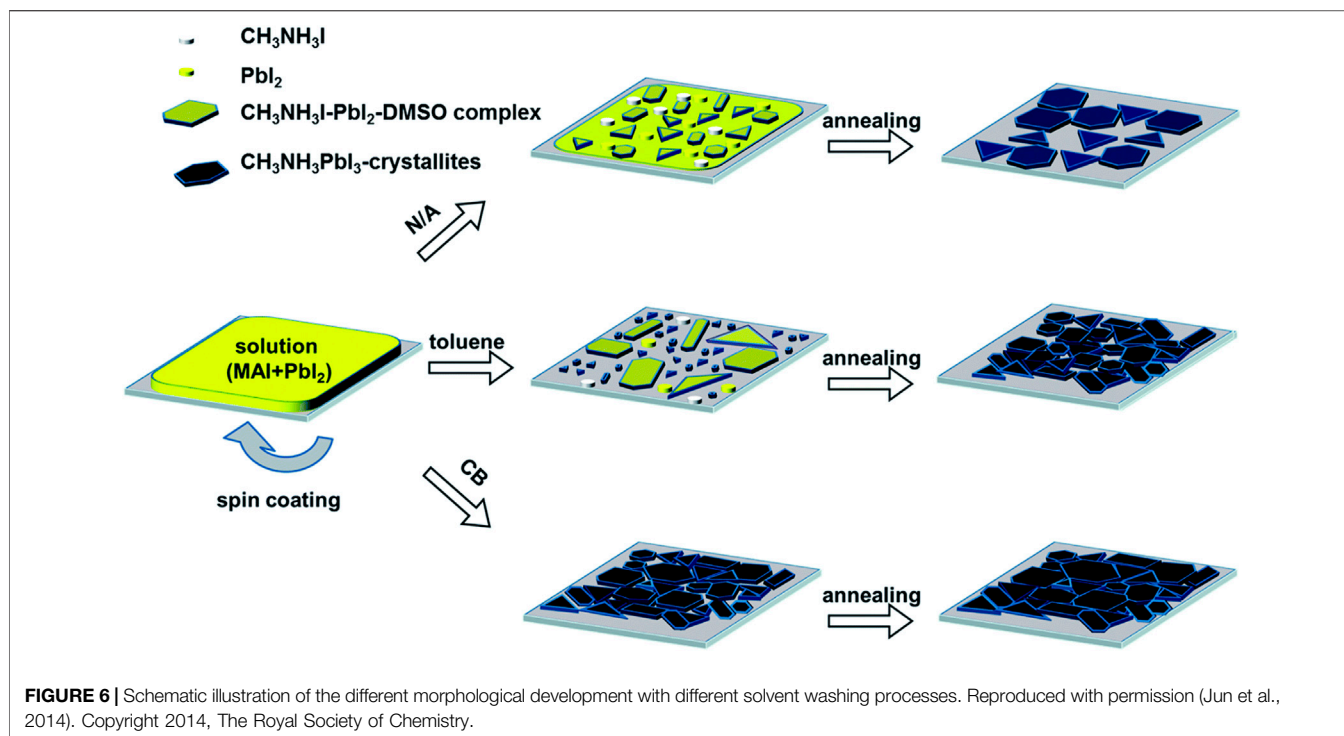 CH₃NH₃I
PbI₂
CH₃NH₃I-PbI₂-DMSO complex
CH₃NH₃PbI₃-crystallites
annealing
N/A
solution
(MAI+PbI₂)
toluene
annealing
spin coating
CB
annealing
FIGURE 6 | Schematic illustration of the different morphological development with different solvent washing processes. Reproduced with permission (Jun et al.,
2014). Copyright 2014, The Royal Society of Chemistry.